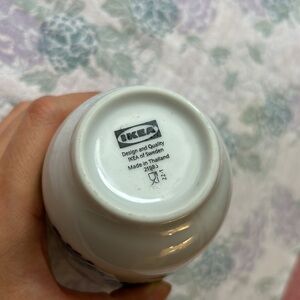 IKEA
Design and Quality
IKEA of Sweden
Made in Thailand